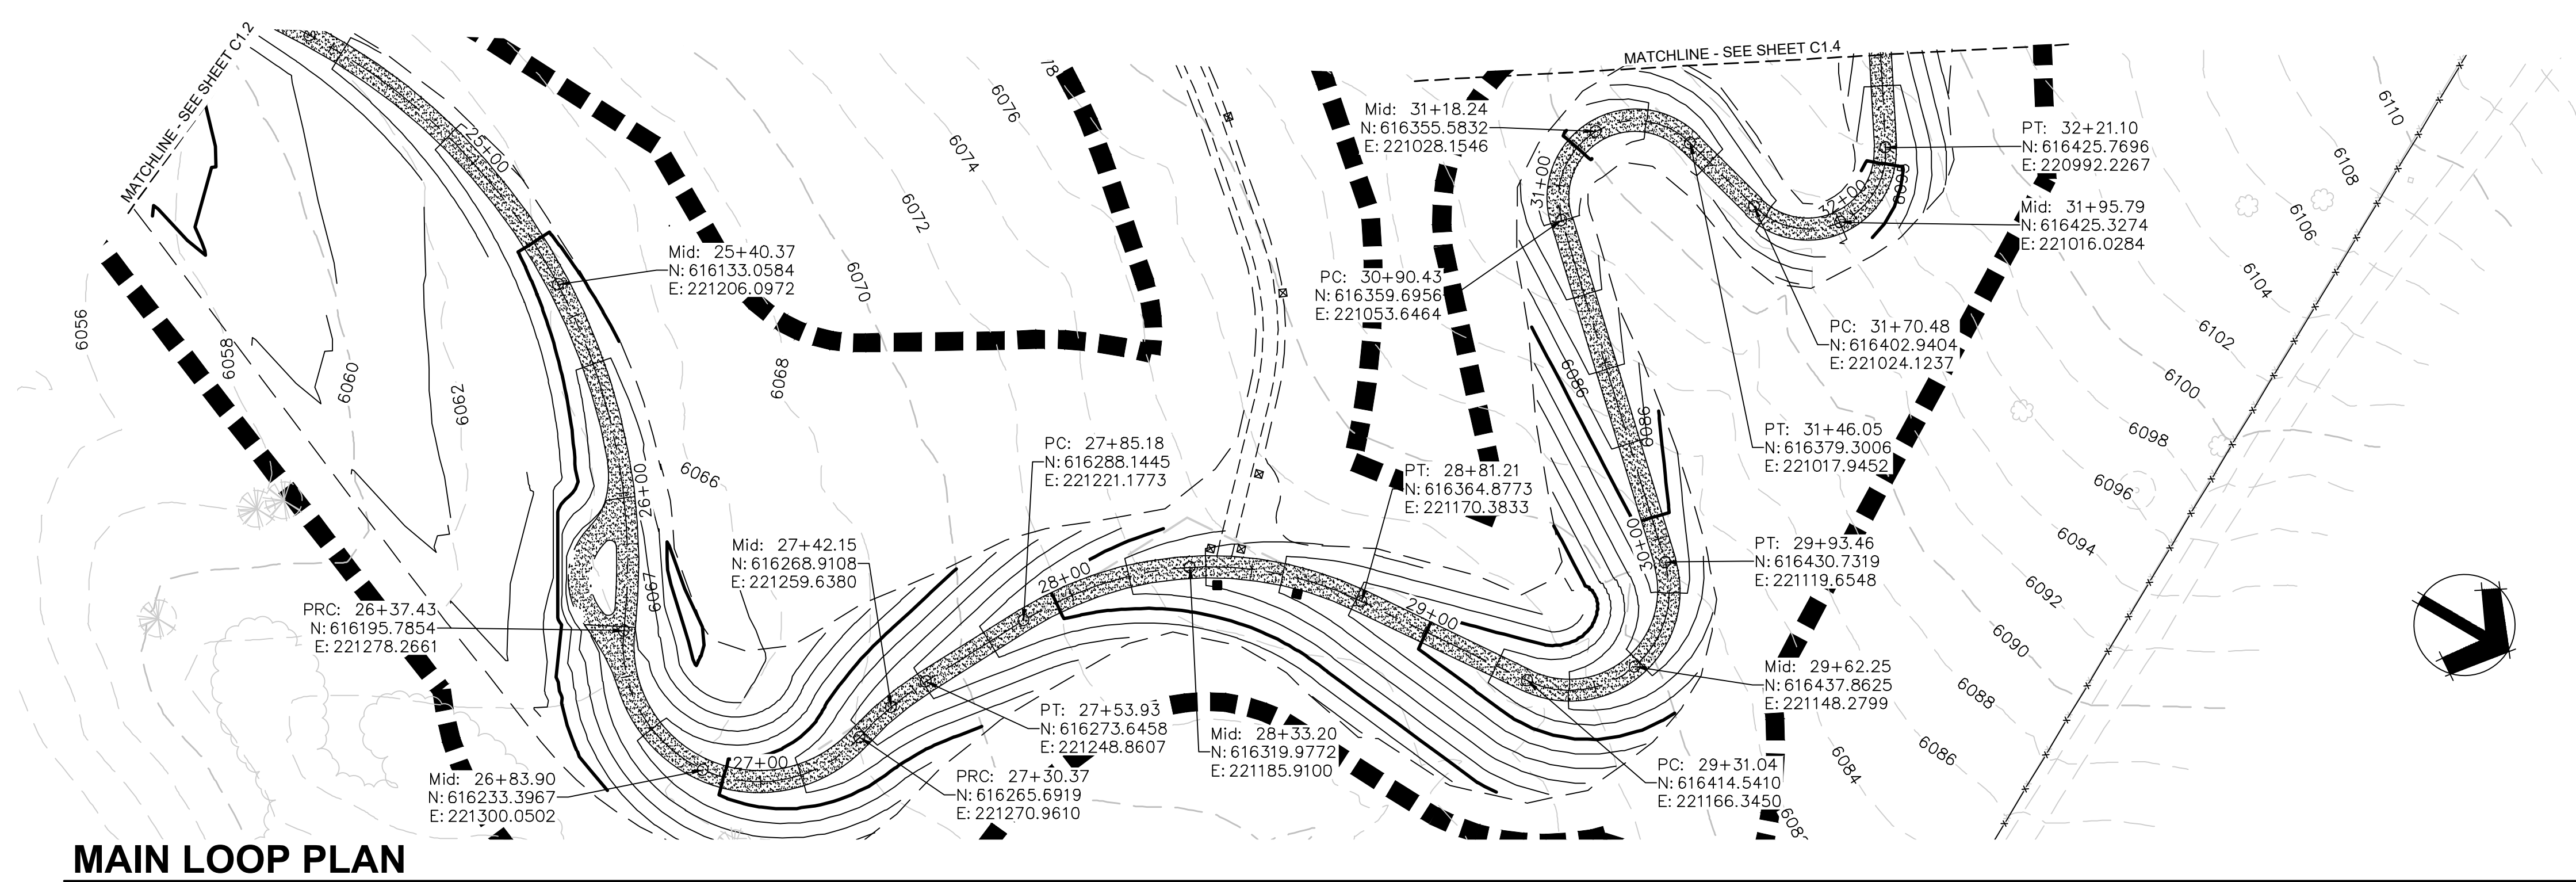 MATCHLINE - SEE SHEET C1.2
MATCHLINE - SEE SHEET C1.4
Mid: 25+40.37
N: 616133.0584
E: 221206.0972
PRC: 26+37.43
N: 616195.7854
E: 221278.2661
Mid: 26+83.90
N: 616233.3967
E: 221300.0502
Mid: 27+42.15
N: 616268.9108
E: 221259.6380
PC: 27+85.18
N: 616288.1445
E: 221221.1773
PT: 27+53.93
N: 616273.6458
E: 221248.8607
PRC: 27+30.37
N: 616265.6919
E: 221270.9610
Mid: 28+33.20
N: 616319.9772
E: 221185.9100
PT: 28+81.21
N: 616364.8773
E: 221170.3833
PC: 29+31.04
N: 616414.5410
E: 221166.3450
Mid: 29+62.25
N: 616437.8625
E: 221148.2799
PT: 29+93.46
N: 616430.7319
E: 221119.6548
PC: 30+90.43
N: 616359.6956
E: 221053.6464
Mid: 31+18.24
N: 616355.5832
E: 221028.1546
PT: 31+46.05
N: 616379.3006
E: 221017.9452
PC: 31+70.48
N: 616402.9404
E: 221024.1237
Mid: 31+95.79
N: 616425.3274
E: 221016.0284
PT: 32+21.10
N: 616425.7696
E: 220992.2267
25+00
26+00
27+00
28+00
29+00
30+00
31+00
32+00
6056
6058
6060
6062
6066
6067
6068
6070
6072
6074
6076
78
6086
6086
6099
6110
6108
6106
6104
6102
6100
6098
6096
6094
6092
6090
6088
6086
6084
608
MAIN LOOP PLAN